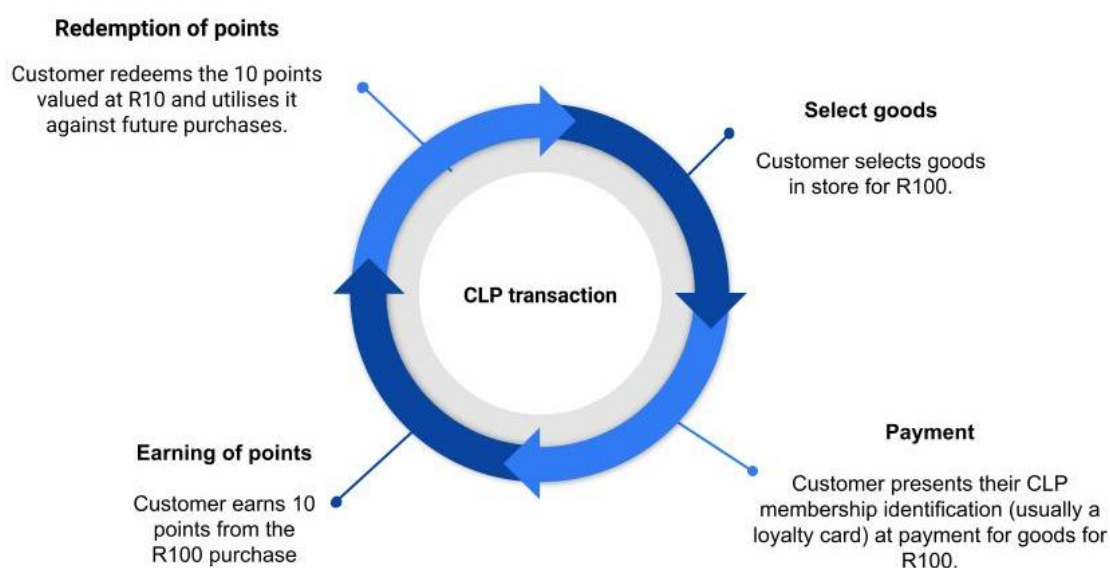 Redemption of points
Customer redeems the 10 points
valued at R10 and utilises it
against future purchases.
Select goods
Customer selects goods
in store for R100.
CLP transaction
Earning of points
Customer earns 10
points from the
R100 purchase
Payment
Customer presents their CLP
membership identification (usually a
loyalty card) at payment for goods for
R100.